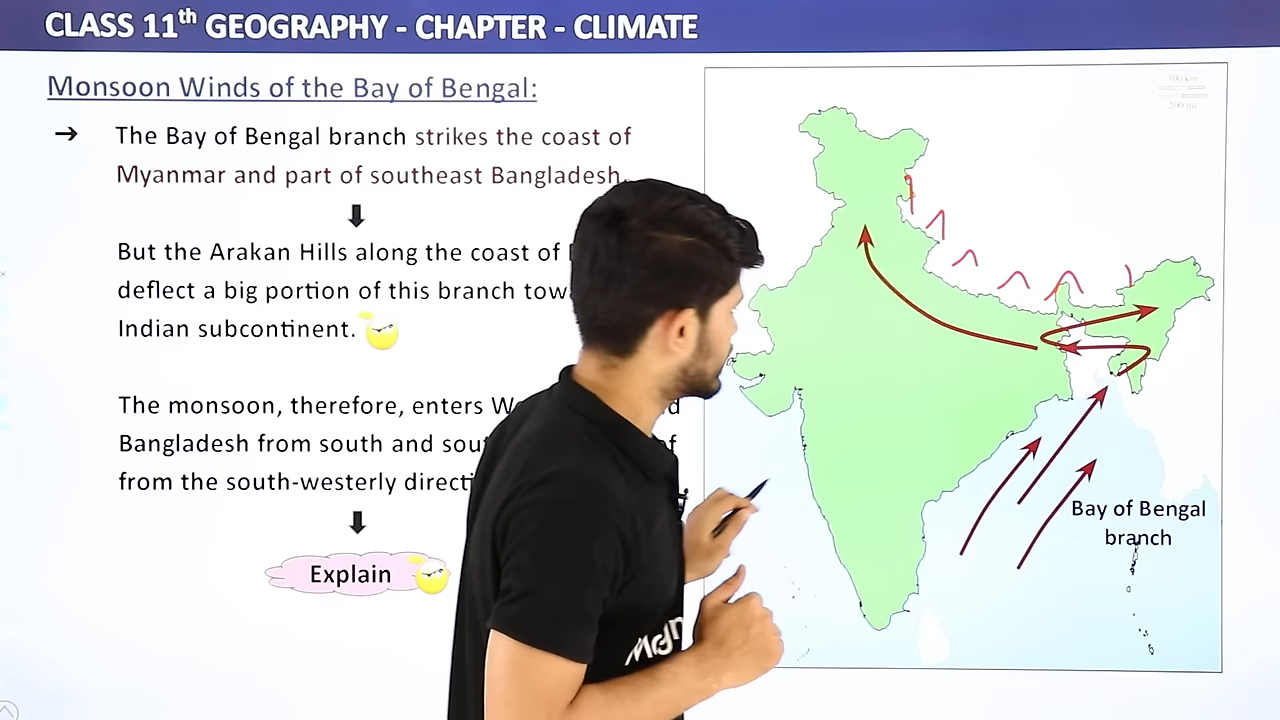 CLASS 11th GEOGRAPHY - CHAPTER - CLIMATE
Monsoon Winds of the Bay of Bengal:
→ The Bay of Bengal branch strikes the coast of
Myanmar and part of southeast Bangladesh.
But the Arakan Hills along the coast of
deflect a big portion of this branch
Indian subcontinent.
The monsoon, therefore, enters
Bangladesh from south and
from the south-westerly
Explain
Bay of Bengal
branch